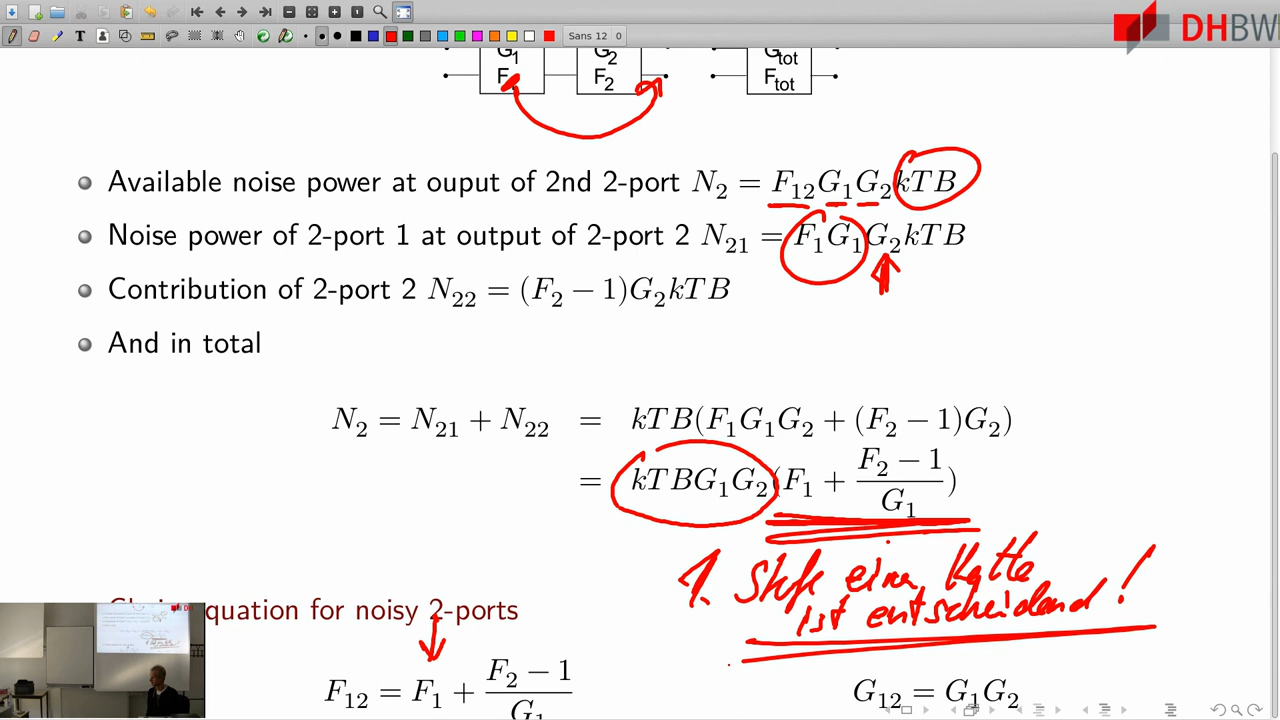 Sans 12 0
DHBW
G1 G2 Gtot
F F2 Ftot
Available noise power at ouput of 2nd 2-port N2 = F12G1G2kTB
Noise power of 2-port 1 at output of 2-port 2 N21 = F1G1G2kTB
Contribution of 2-port 2 N22 = (F2 − 1)G2kTB
And in total
N2 = N21 + N22 = kTB(F1G1G2 + (F2 − 1)G2)
= kTBG1G2(F1 + (F2 − 1)/G1)
1. Stufe einer Kette
ist entscheidend!
equation for noisy 2-ports
F12 = F1 + (F2 − 1)/G1 G12 = G1G2